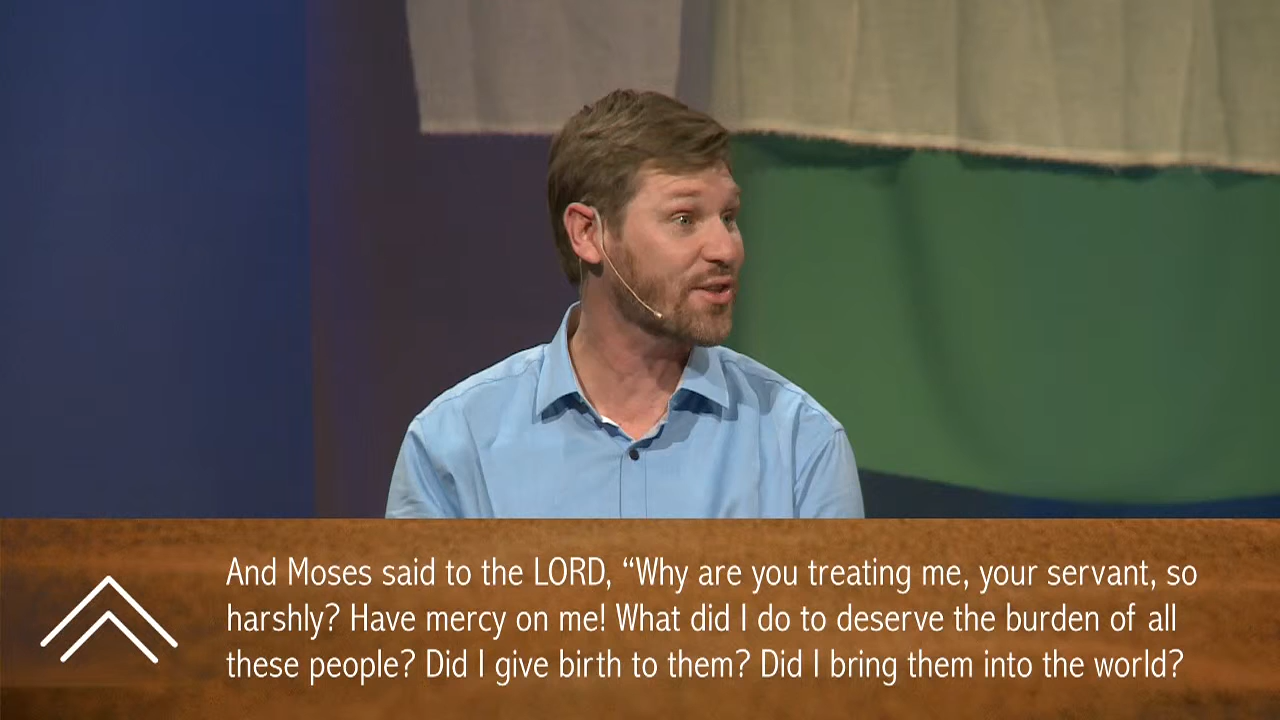 And Moses said to the LORD, “Why are you treating me, your servant, so
harshly? Have mercy on me! What did I do to deserve the burden of all
these people? Did I give birth to them? Did I bring them into the world?